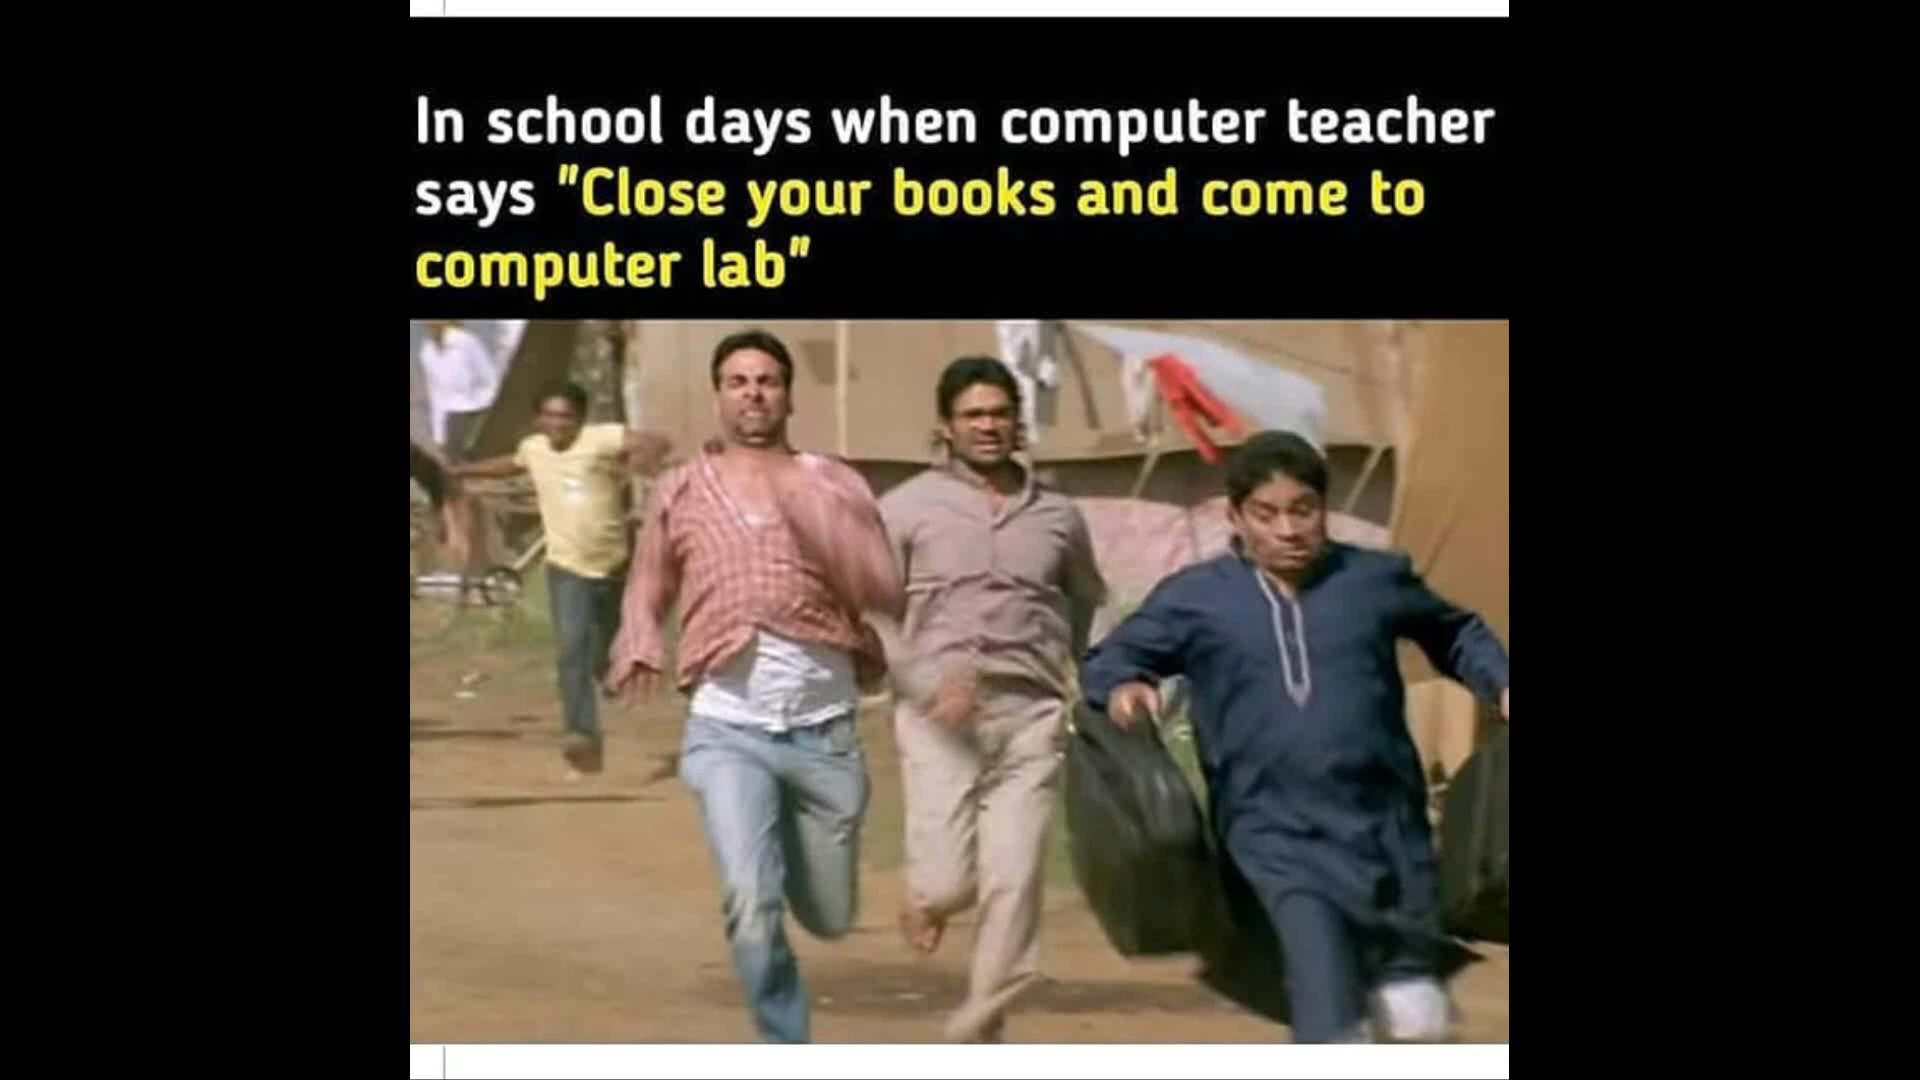 In school days when computer teacher
says "Close your books and come to
computer lab"